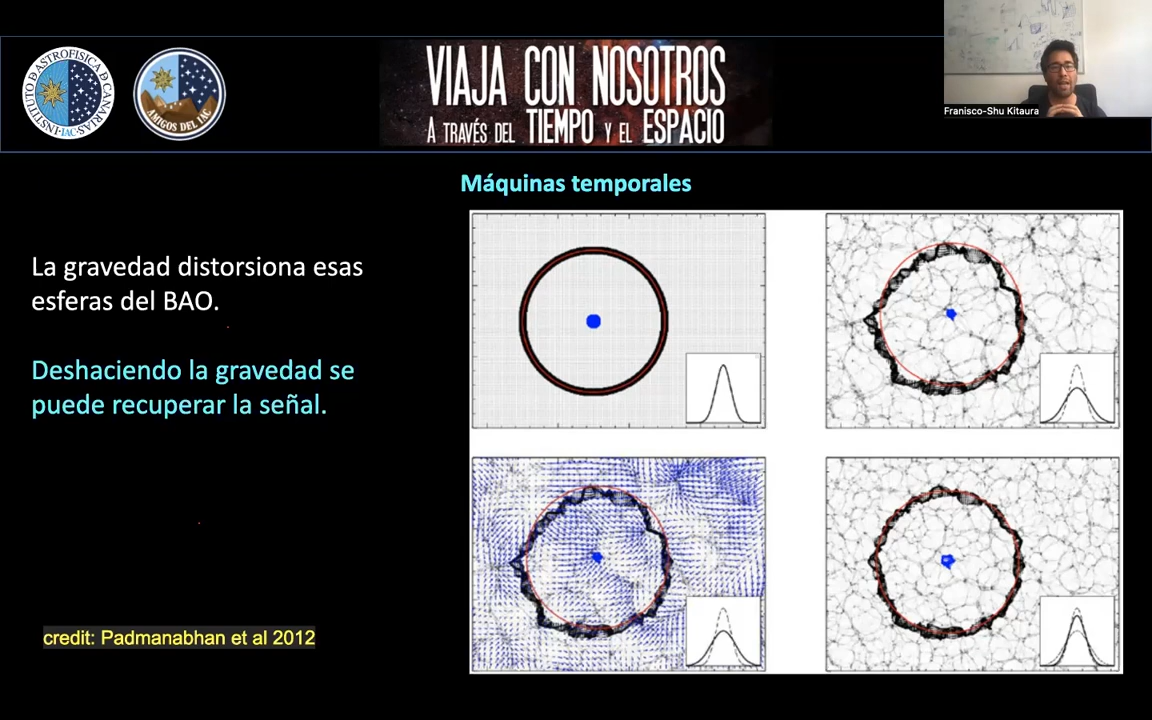 INSTITUTO D ASTROFISICA D CANARIAS
·IAC·
AMIGOS DEL IAC
VIAJA CON NOSOTROS
A TRAVÉS DEL TIEMPO Y EL ESPACIO
Franisco-Shu Kitaura
Máquinas temporales
La gravedad distorsiona esas
esferas del BAO.
Deshaciendo la gravedad se
puede recuperar la señal.
credit: Padmanabhan et al 2012